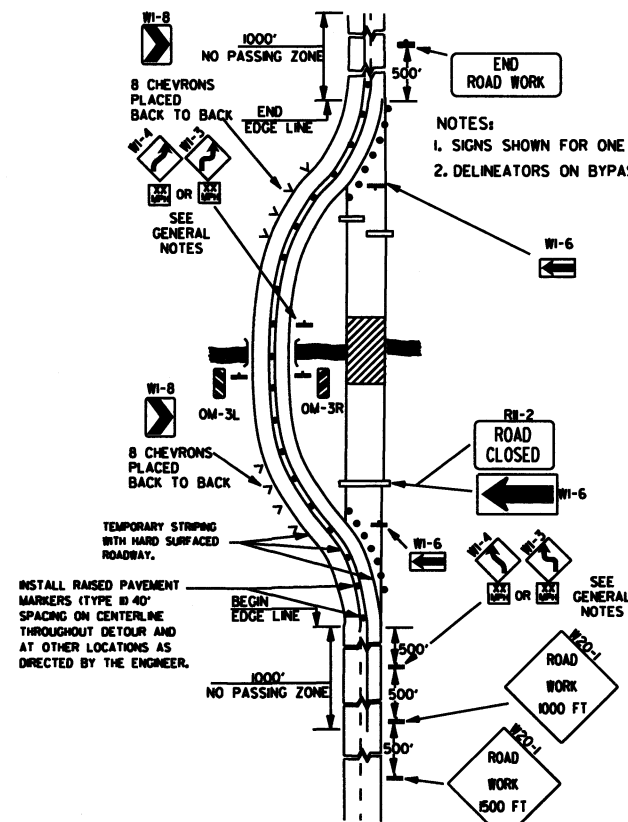 W1-8
1000'
NO PASSING ZONE
500'
END
ROAD WORK
8 CHEVRONS
PLACED
BACK TO BACK
END
EDGE LINE
NOTES:
1. SIGNS SHOWN FOR ONE
2. DELINEATORS ON BYPAS
W1-4
W1-3
XX
MPH
OR
XX
MPH
SEE
GENERAL
NOTES
W1-6
OM-3L
OM-3R
W1-8
8 CHEVRONS
PLACED
BACK TO BACK
R11-2
ROAD
CLOSED
W1-6
TEMPORARY STRIPING
WITH HARD SURFACED
ROADWAY.
W1-6
W1-4
W1-3
XX
MPH
OR
XX
MPH
SEE
GENERAL
NOTES
INSTALL RAISED PAVEMENT
MARKERS (TYPE II) 40'
SPACING ON CENTERLINE
THROUGHOUT DETOUR AND
AT OTHER LOCATIONS AS
DIRECTED BY THE ENGINEER.
BEGIN
EDGE LINE
500'
1000'
NO PASSING ZONE
500'
W20-1
ROAD
WORK
1000 FT
500'
W20-1
ROAD
WORK
1500 FT